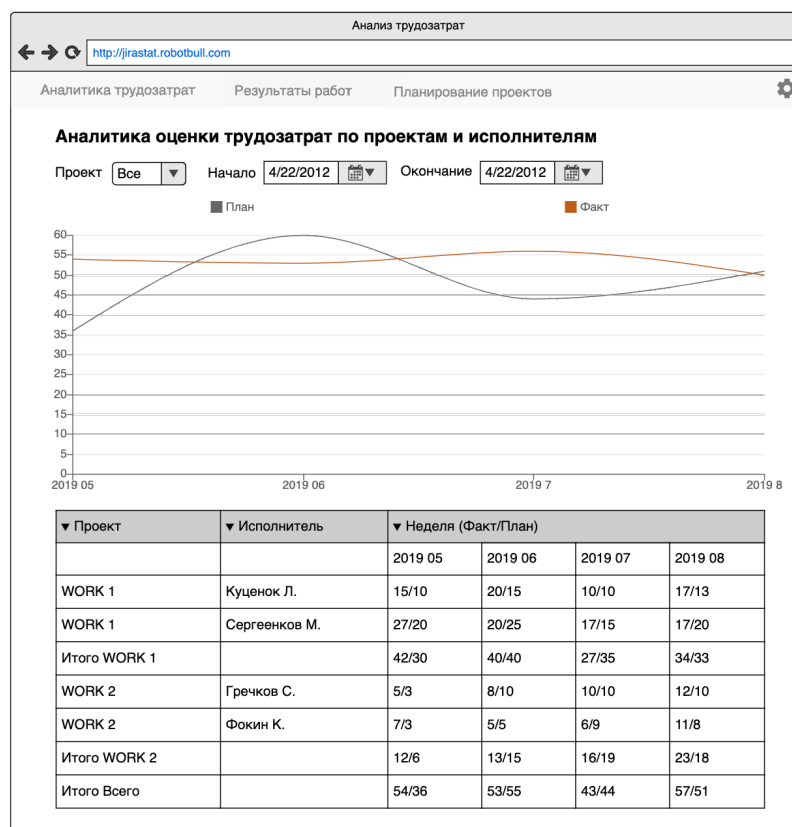 Анализ трудозатрат
http://jirastat.robotbull.com
Аналитика трудозатрат Результаты работ Планирование проектов
Аналитика оценки трудозатрат по проектам и исполнителям
Проект Все Начало 4/22/2012 Окончание 4/22/2012
План Факт
60
55
50
45
40
35
30
25
20
15
10
5
0
2019 05 2019 06 2019 7 2019 8
Проект Исполнитель Неделя (Факт/План)
2019 05 2019 06 2019 07 2019 08
WORK 1 Куценок Л. 15/10 20/15 10/10 17/13
WORK 1 Сергеенков М. 27/20 20/25 17/15 17/20
Итого WORK 1 42/30 40/40 27/35 34/33
WORK 2 Гречков С. 5/3 8/10 10/10 12/10
WORK 2 Фокин К. 7/3 5/5 6/9 11/8
Итого WORK 2 12/6 13/15 16/19 23/18
Итого Всего 54/36 53/55 43/44 57/51